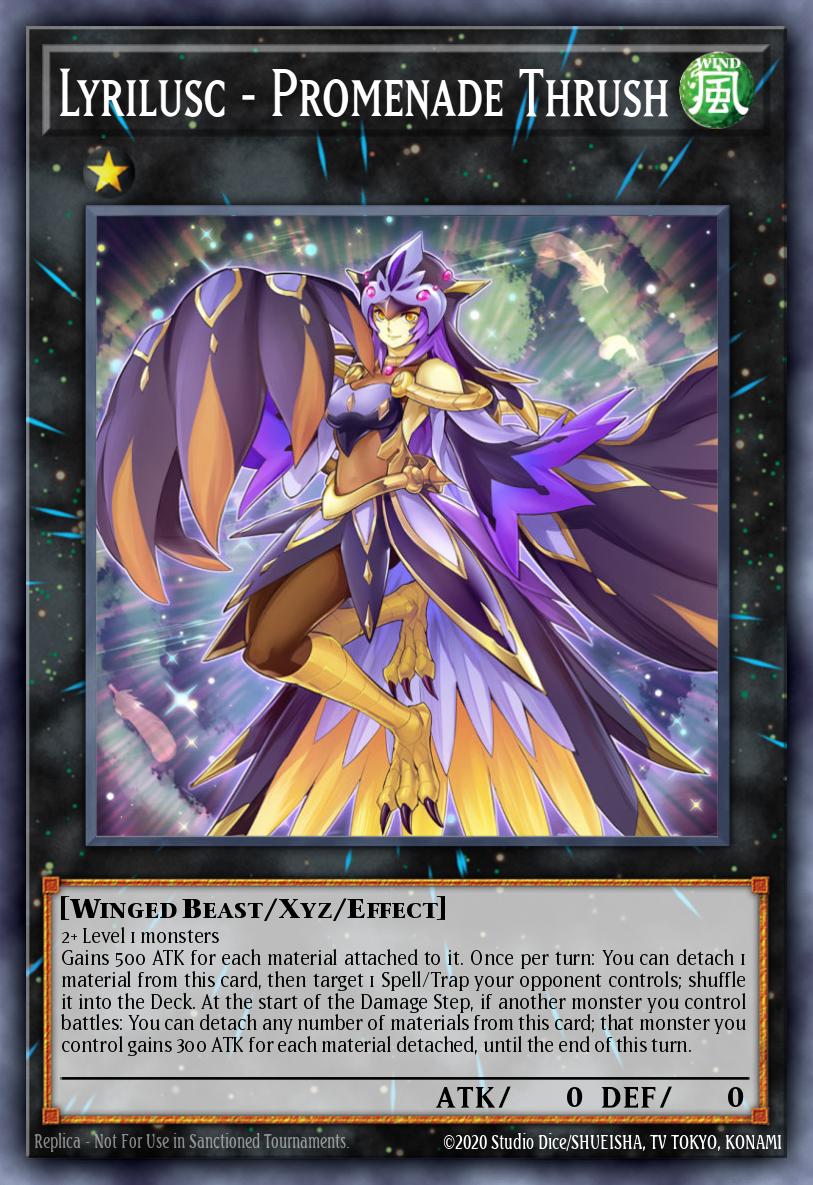 Lyrilusc - Promenade Thrush
WIND
風
[Winged Beast/Xyz/Effect]
2+ Level 1 monsters
Gains 500 ATK for each material attached to it. Once per turn: You can detach 1
material from this card, then target 1 Spell/Trap your opponent controls; shuffle
it into the Deck. At the start of the Damage Step, if another monster you control
battles: You can detach any number of materials from this card; that monster you
control gains 300 ATK for each material detached, until the end of this turn.
ATK/ 0 DEF/ 0
Replica - Not For Use in Sanctioned Tournaments.
©2020 Studio Dice/SHUEISHA, TV TOKYO, KONAMI